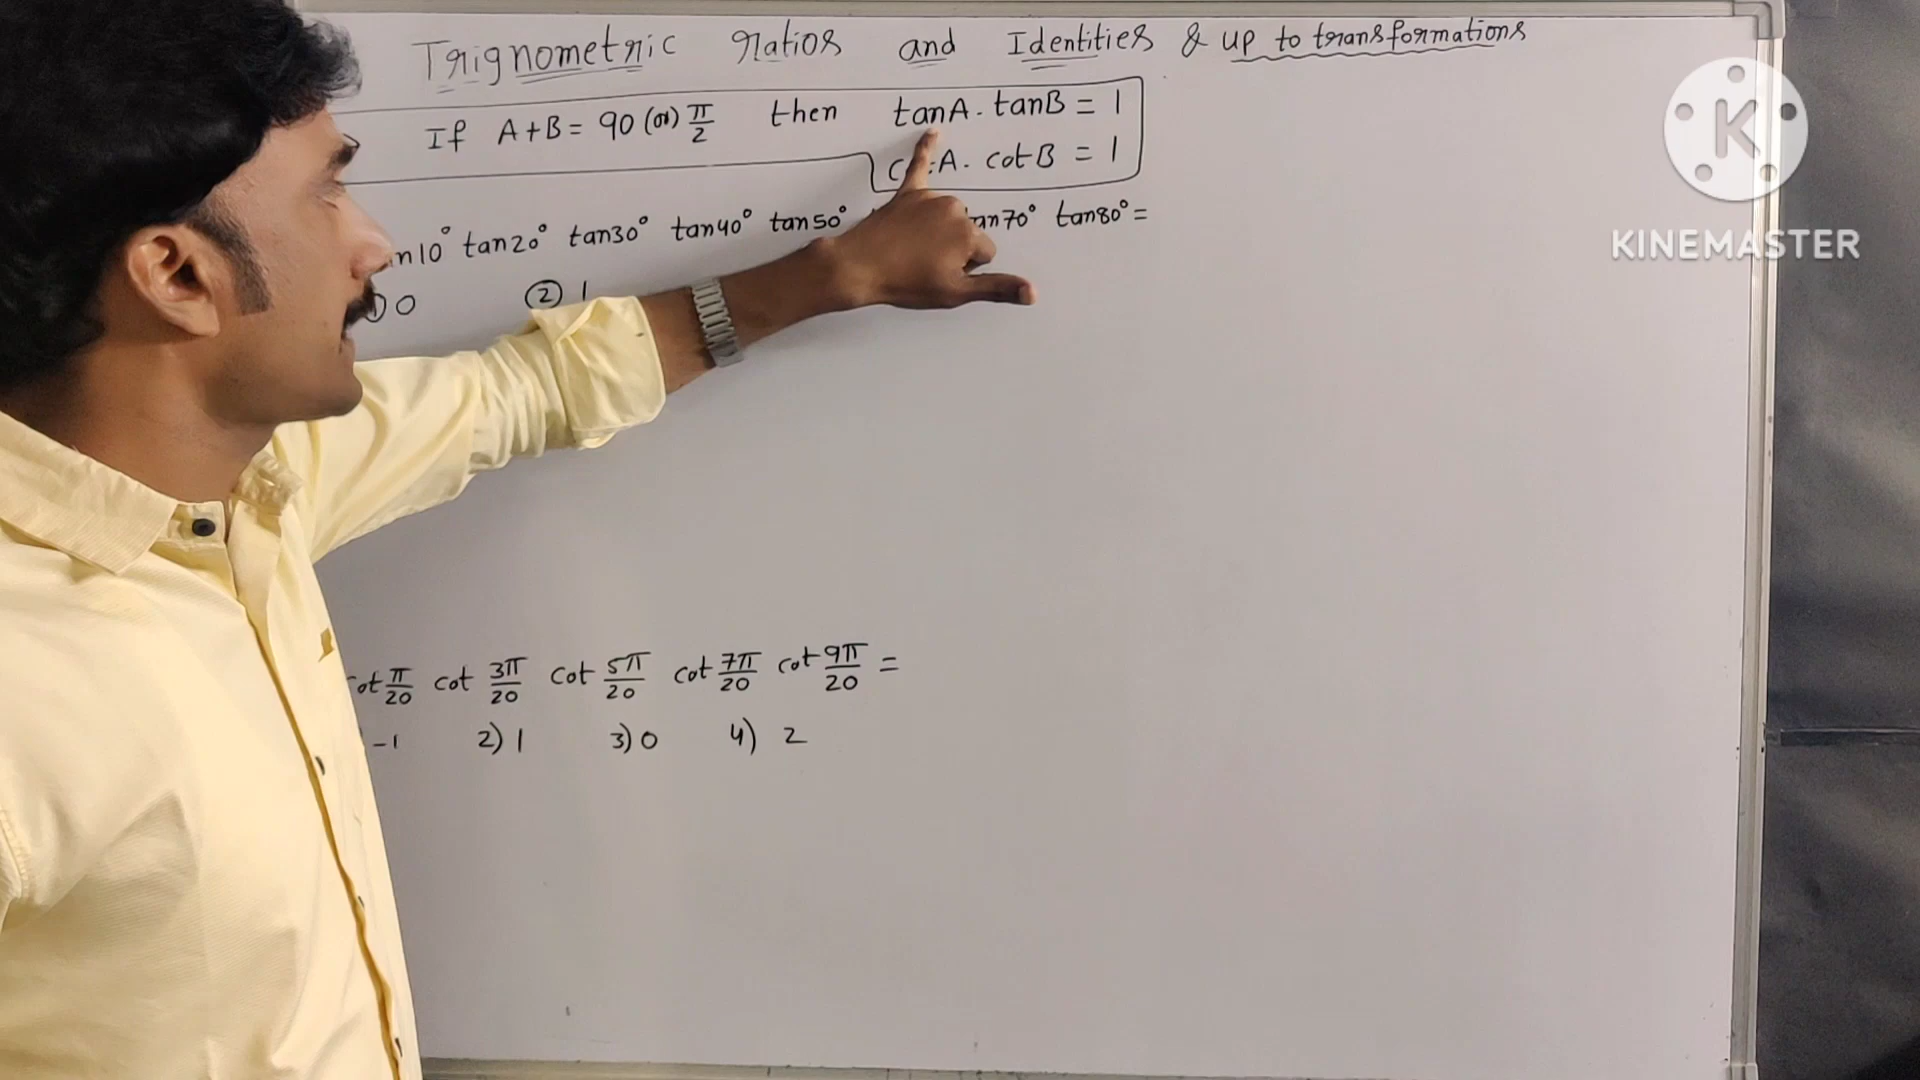 Trignometric ratios and Identities & up to transformations
If A+B = 90 (or) π/2 then tanA. tanB = 1
A. cotB = 1
n10° tan20° tan30° tan40° tan50° an70° tan80° =
① 0 ② 1
ot π/20 cot 3π/20 cot 5π/20 cot 7π/20 cot 9π/20 =
-1 2) 1 3) 0 4) 2
K
KINEMASTER